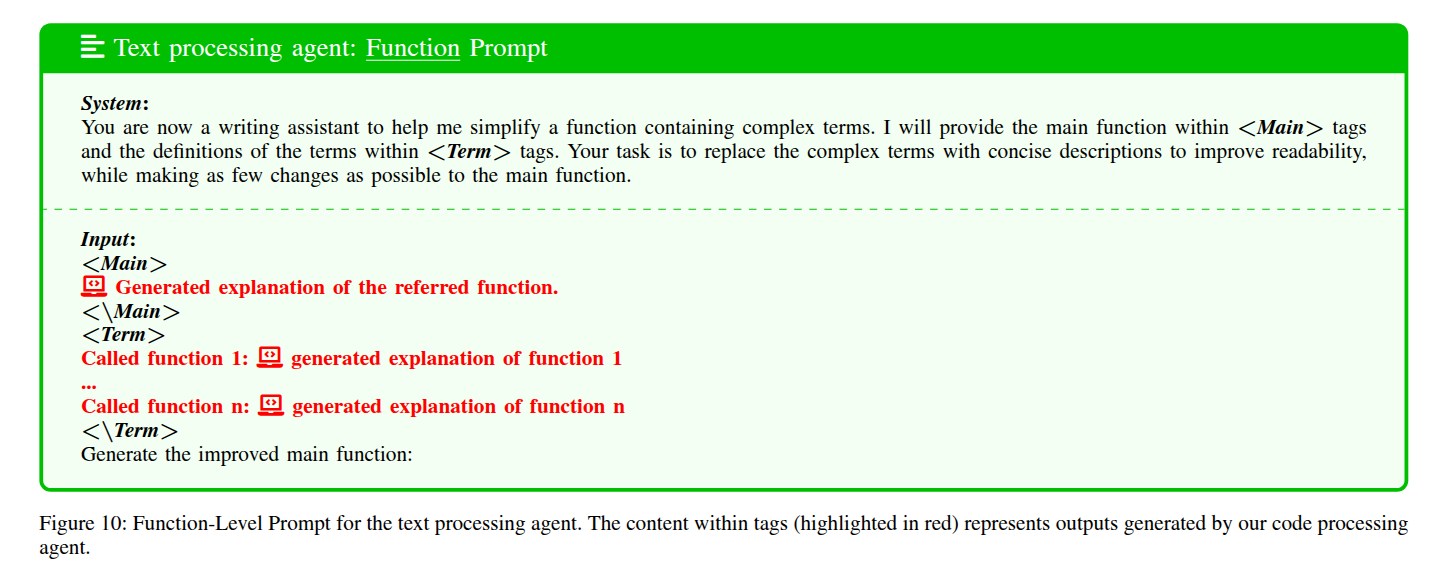 Text processing agent: Function Prompt
System:
You are now a writing assistant to help me simplify a function containing complex terms. I will provide the main function within <Main> tags
and the definitions of the terms within <Term> tags. Your task is to replace the complex terms with concise descriptions to improve readability,
while making as few changes as possible to the main function.
Input:
<Main>
Generated explanation of the referred function.
<\Main>
<Term>
Called function 1: generated explanation of function 1
...
Called function n: generated explanation of function n
<\Term>
Generate the improved main function:
Figure 10: Function-Level Prompt for the text processing agent. The content within tags (highlighted in red) represents outputs generated by our code processing
agent.